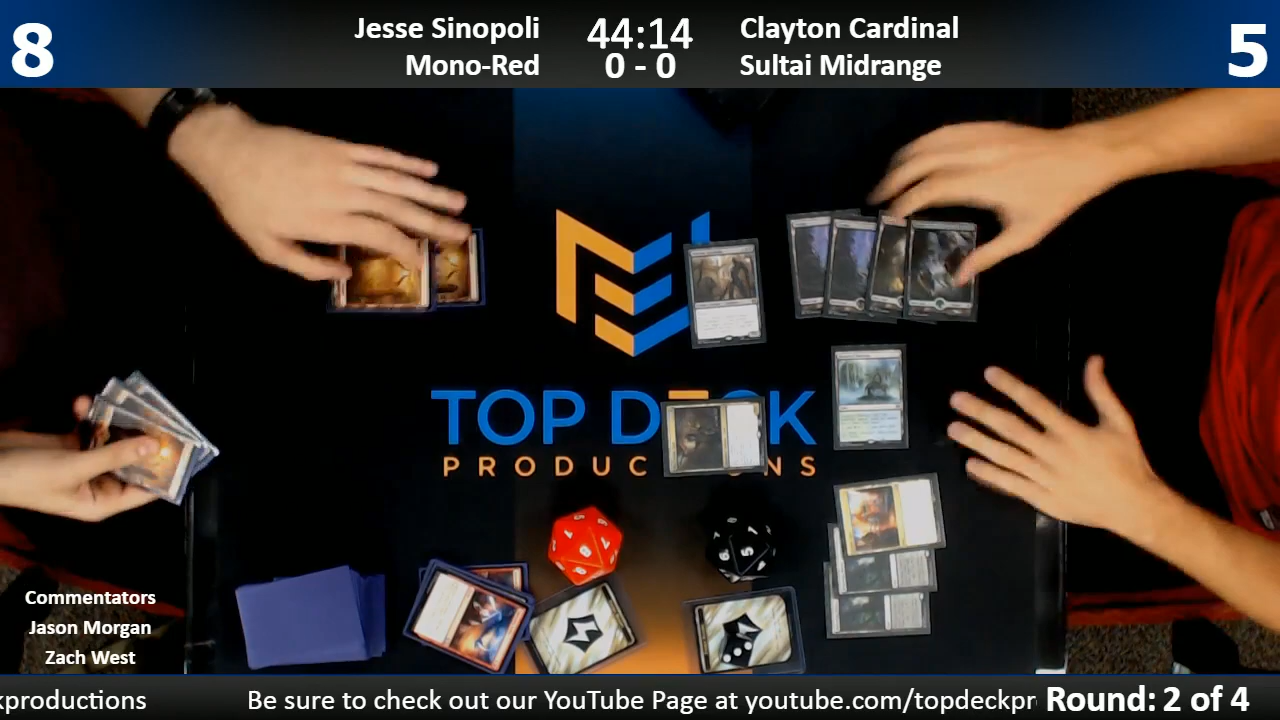 8
Jesse Sinopoli
Mono-Red
44:14
0 - 0
Clayton Cardinal
Sultai Midrange
5
TOP DECK
PRODUCTIONS
Commentators
Jason Morgan
Zach West
kproductions
Be sure to check out our YouTube Page at youtube.com/topdeckpr
Round: 2 of 4